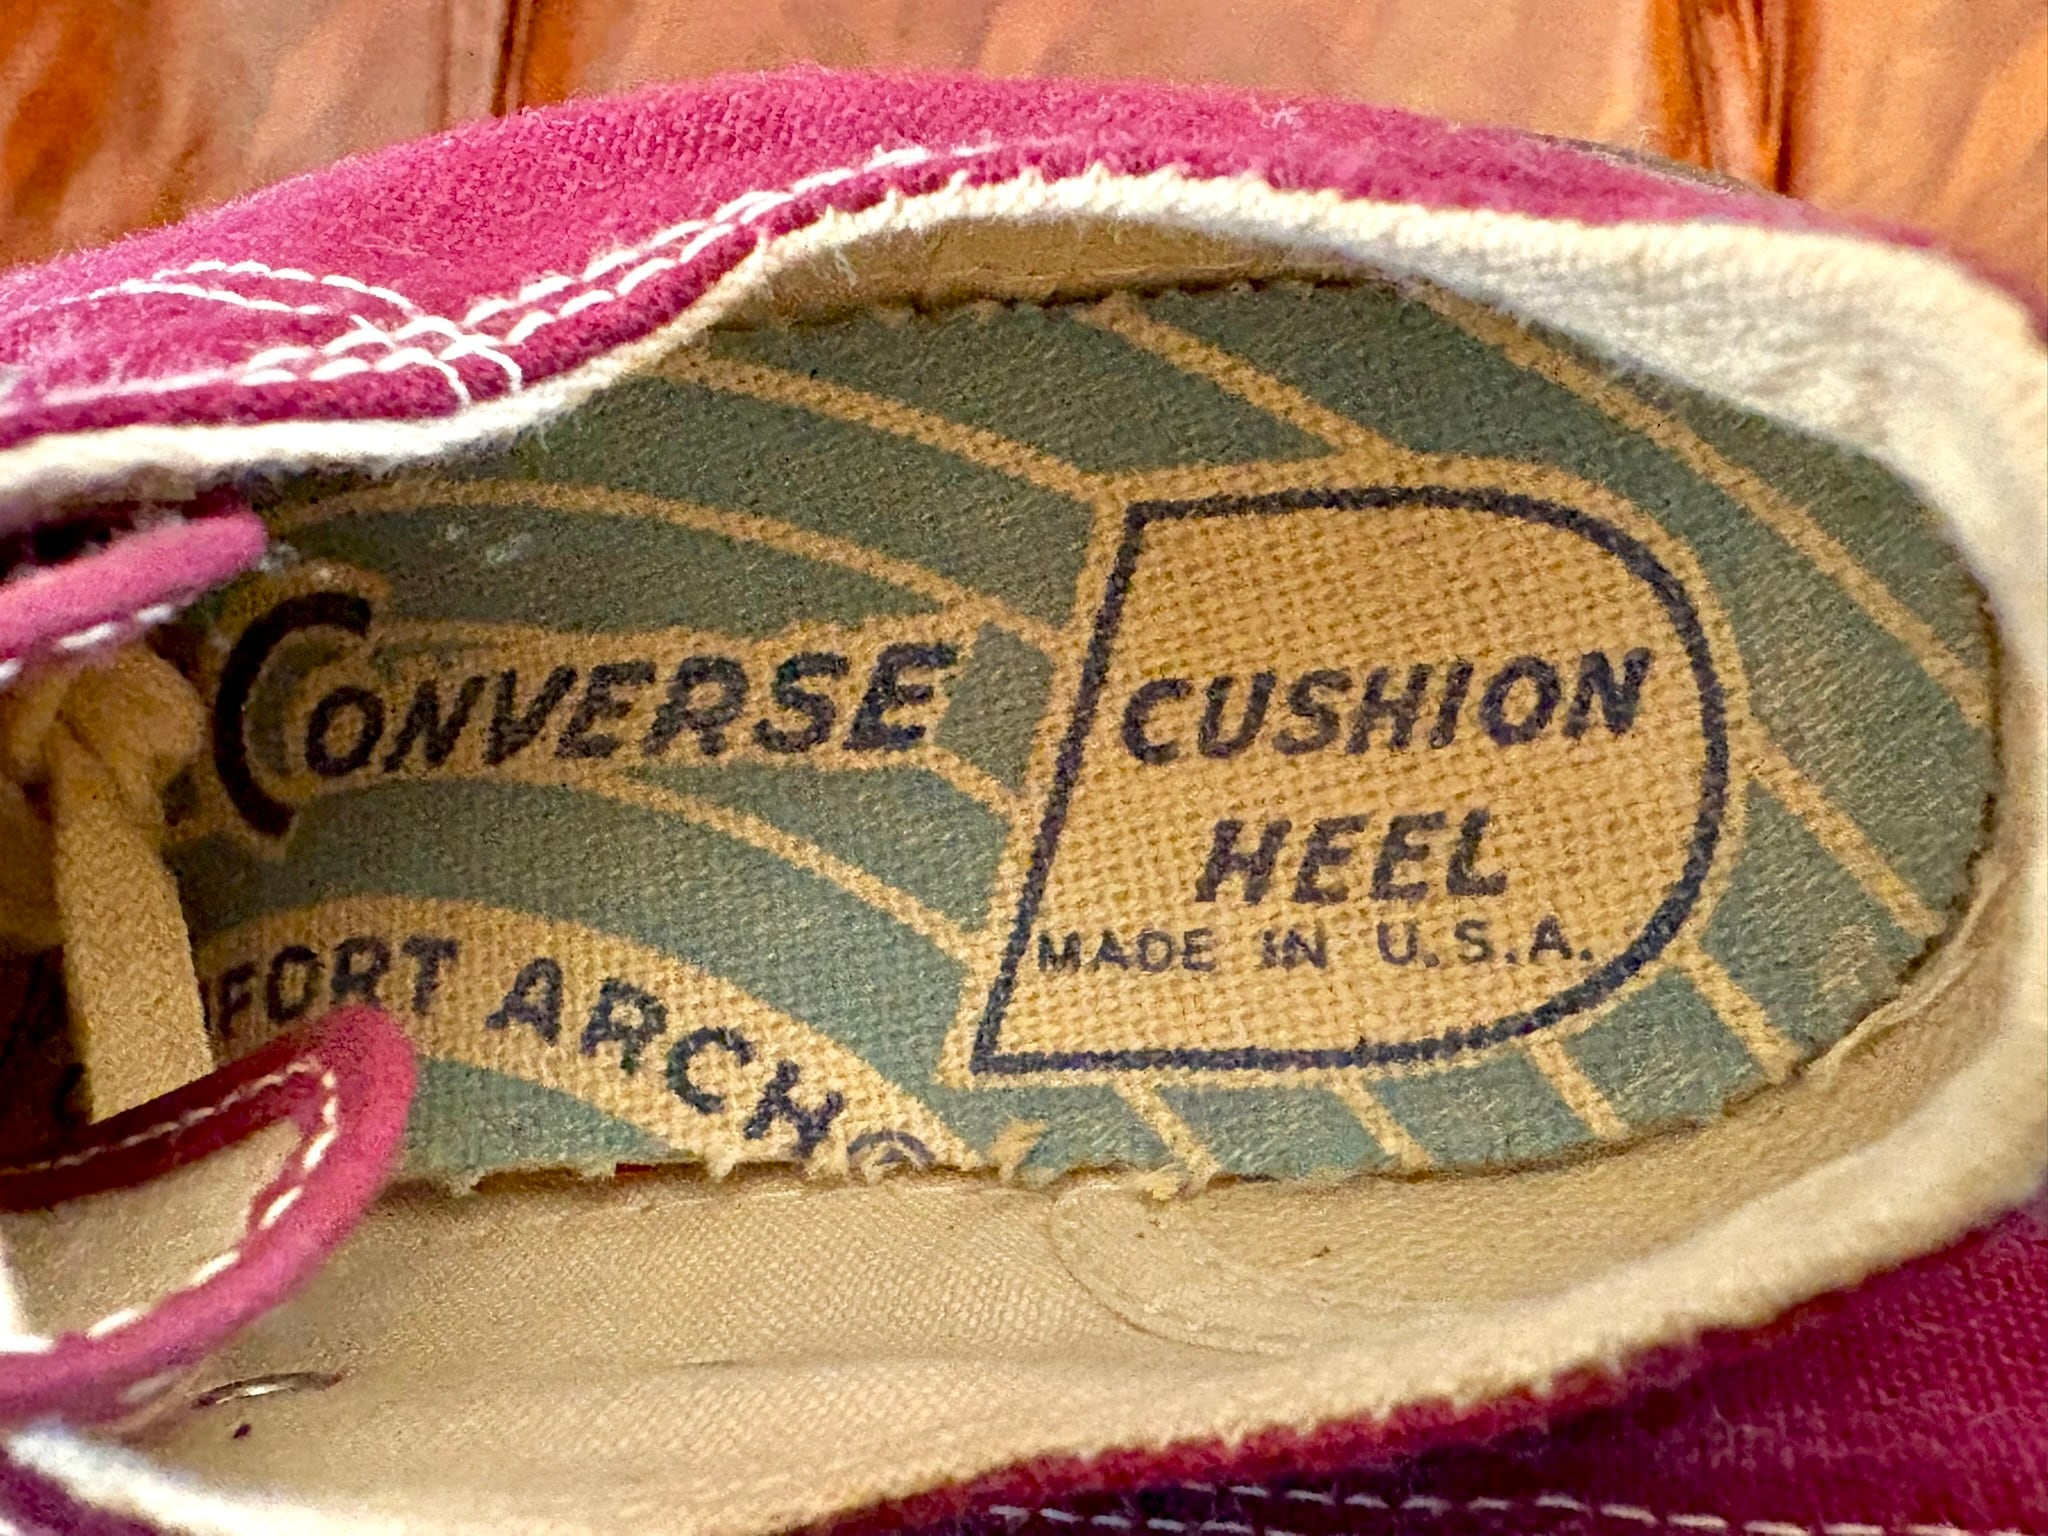 CONVERSE
CUSHION
HEEL
MADE IN U.S.A.
FORT ARCH®